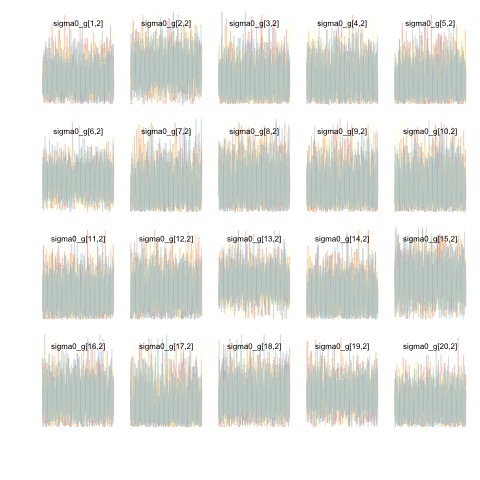 sigma0_g[1,2] sigma0_g[2,2] sigma0_g[3,2] sigma0_g[4,2] sigma0_g[5,2]
sigma0_g[6,2] sigma0_g[7,2] sigma0_g[8,2] sigma0_g[9,2] sigma0_g[10,2]
sigma0_g[11,2] sigma0_g[12,2] sigma0_g[13,2] sigma0_g[14,2] sigma0_g[15,2]
sigma0_g[16,2] sigma0_g[17,2] sigma0_g[18,2] sigma0_g[19,2] sigma0_g[20,2]